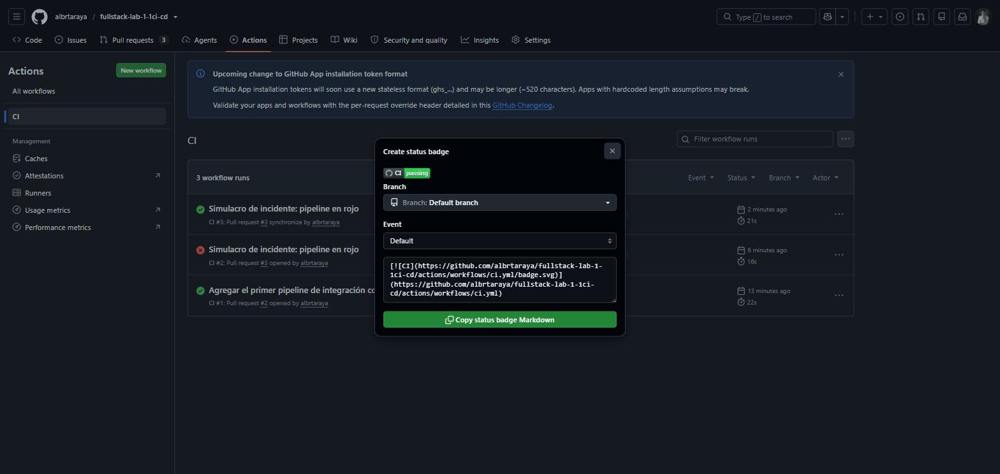 albrtaraya / fullstack-lab-1-1ci-cd
Type / to search
Code Issues Pull requests 3 Agents Actions Projects Wiki Security and quality Insights Settings
Actions
New workflow
All workflows
CI
Management
Caches
Attestations
Runners
Usage metrics
Performance metrics
Upcoming change to GitHub App installation token format
GitHub App installation tokens will soon use a new stateless format (ghs_...) and may be longer (~520 characters). Apps with hardcoded length assumptions may break.
Validate your apps and workflows with the per-request override header detailed in this GitHub Changelog.
CI
Filter workflow runs
3 workflow runs
Event Status Branch Actor
Simulacro de incidente: pipeline en rojo
CI #3: Pull request #3 synchronize by albrtaraya
2 minutes ago
21s
Simulacro de incidente: pipeline en rojo
CI #2: Pull request #3 opened by albrtaraya
6 minutes ago
16s
Agregar el primer pipeline de integración co
CI #1: Pull request #2 opened by albrtaraya
13 minutes ago
22s
Create status badge
CI passing
Branch
Branch: Default branch
Event
Default
[![CI](https://github.com/albrtaraya/fullstack-lab-1-
1ci-cd/actions/workflows/ci.yml/badge.svg)]
(https://github.com/albrtaraya/fullstack-lab-1-1ci-
cd/actions/workflows/ci.yml)
Copy status badge Markdown